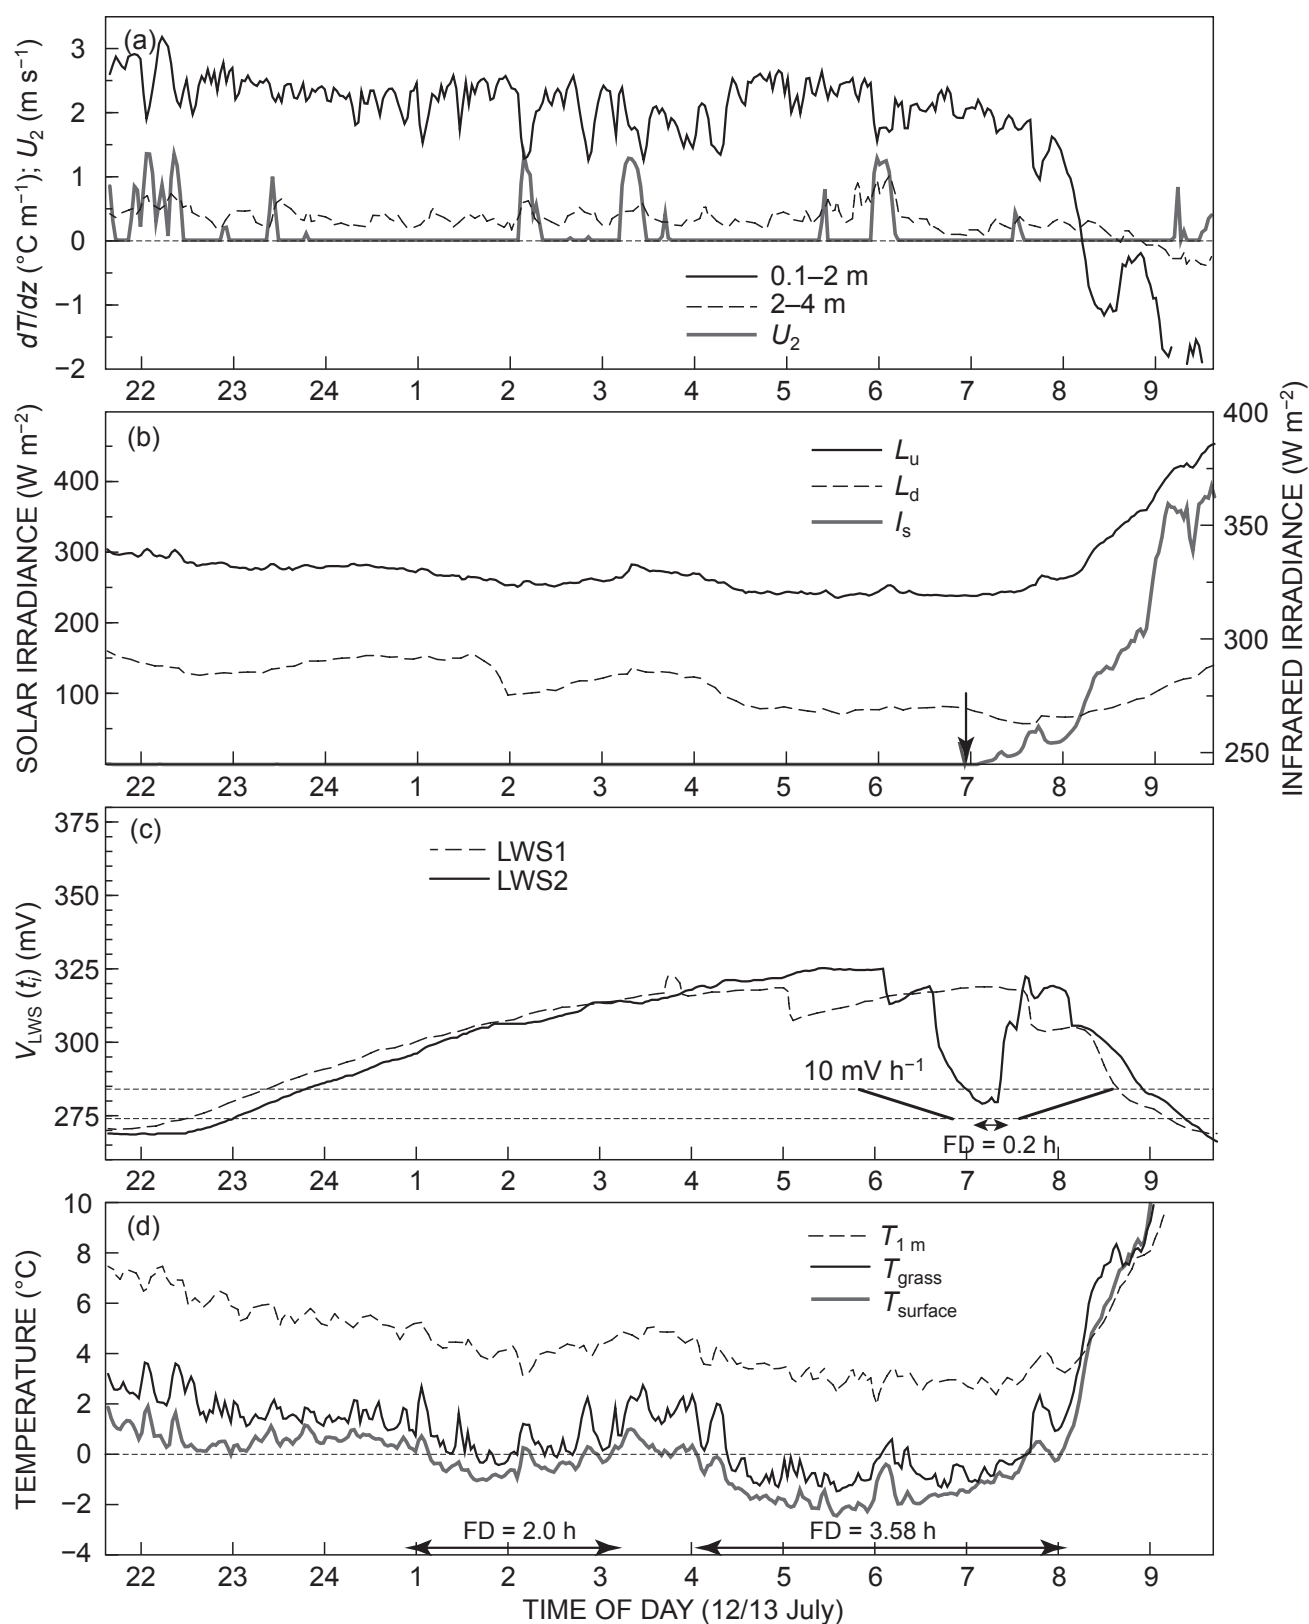 (a)
dT/dz (°C m⁻¹); U₂ (m s⁻¹)
3
2
1
0
−1
−2
0.1–2 m
2–4 m
U₂
22 23 24 1 2 3 4 5 6 7 8 9
(b)
SOLAR IRRADIANCE (W m⁻²)
400
300
200
100
INFRARED IRRADIANCE (W m⁻²)
400
350
300
250
Lᵤ
L_d
Iₛ
22 23 24 1 2 3 4 5 6 7 8 9
(c)
V_LWS (tᵢ) (mV)
375
350
325
300
275
LWS1
LWS2
10 mV h⁻¹
FD = 0.2 h
22 23 24 1 2 3 4 5 6 7 8 9
(d)
TEMPERATURE (°C)
10
8
6
4
2
0
−2
−4
T₁ ₘ
T_grass
T_surface
FD = 2.0 h FD = 3.58 h
22 23 24 1 2 3 4 5 6 7 8 9
TIME OF DAY (12/13 July)